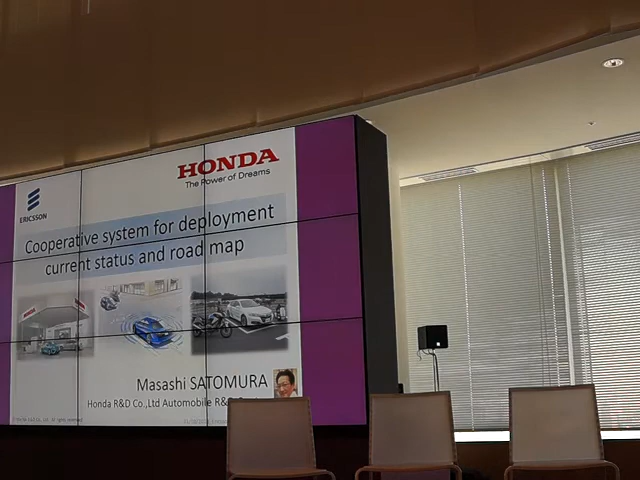 HONDA
The Power of Dreams
ERICSSON
Cooperative system for deployment
current status and road map
Masashi SATOMURA
Honda R&D Co.,Ltd Automobile R&D